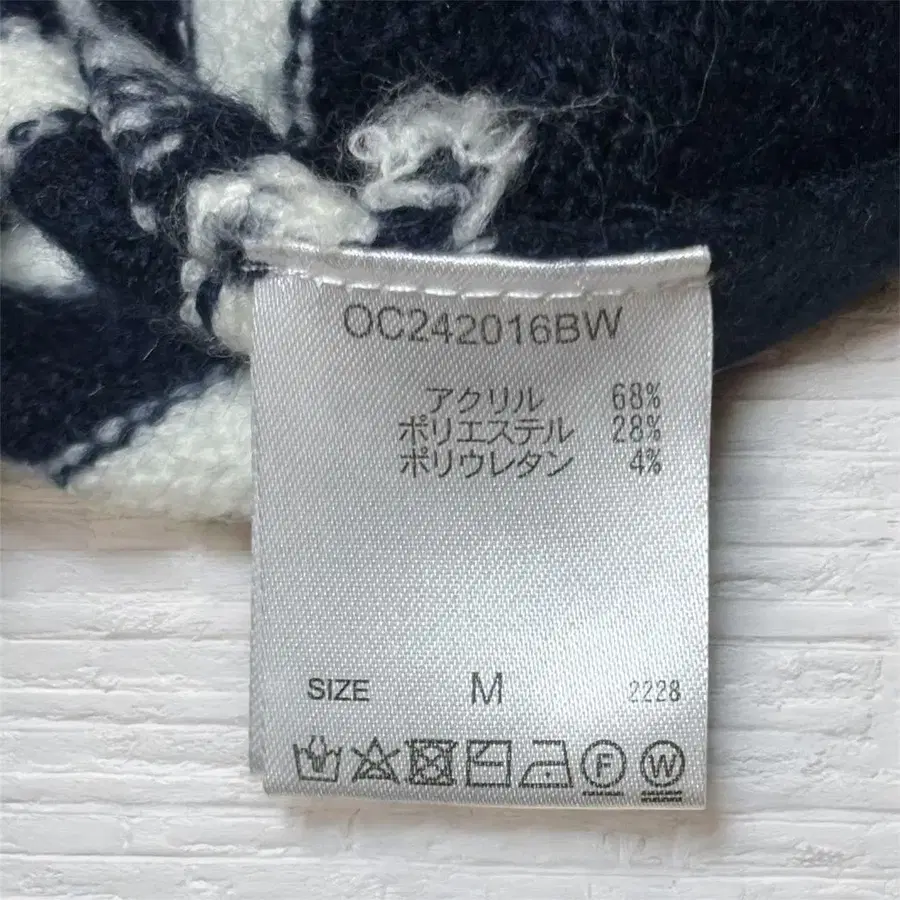 OC242016BW
アクリル 68%
ポリエステル 28%
ポリウレタン 4%
SIZE M 2228
F W